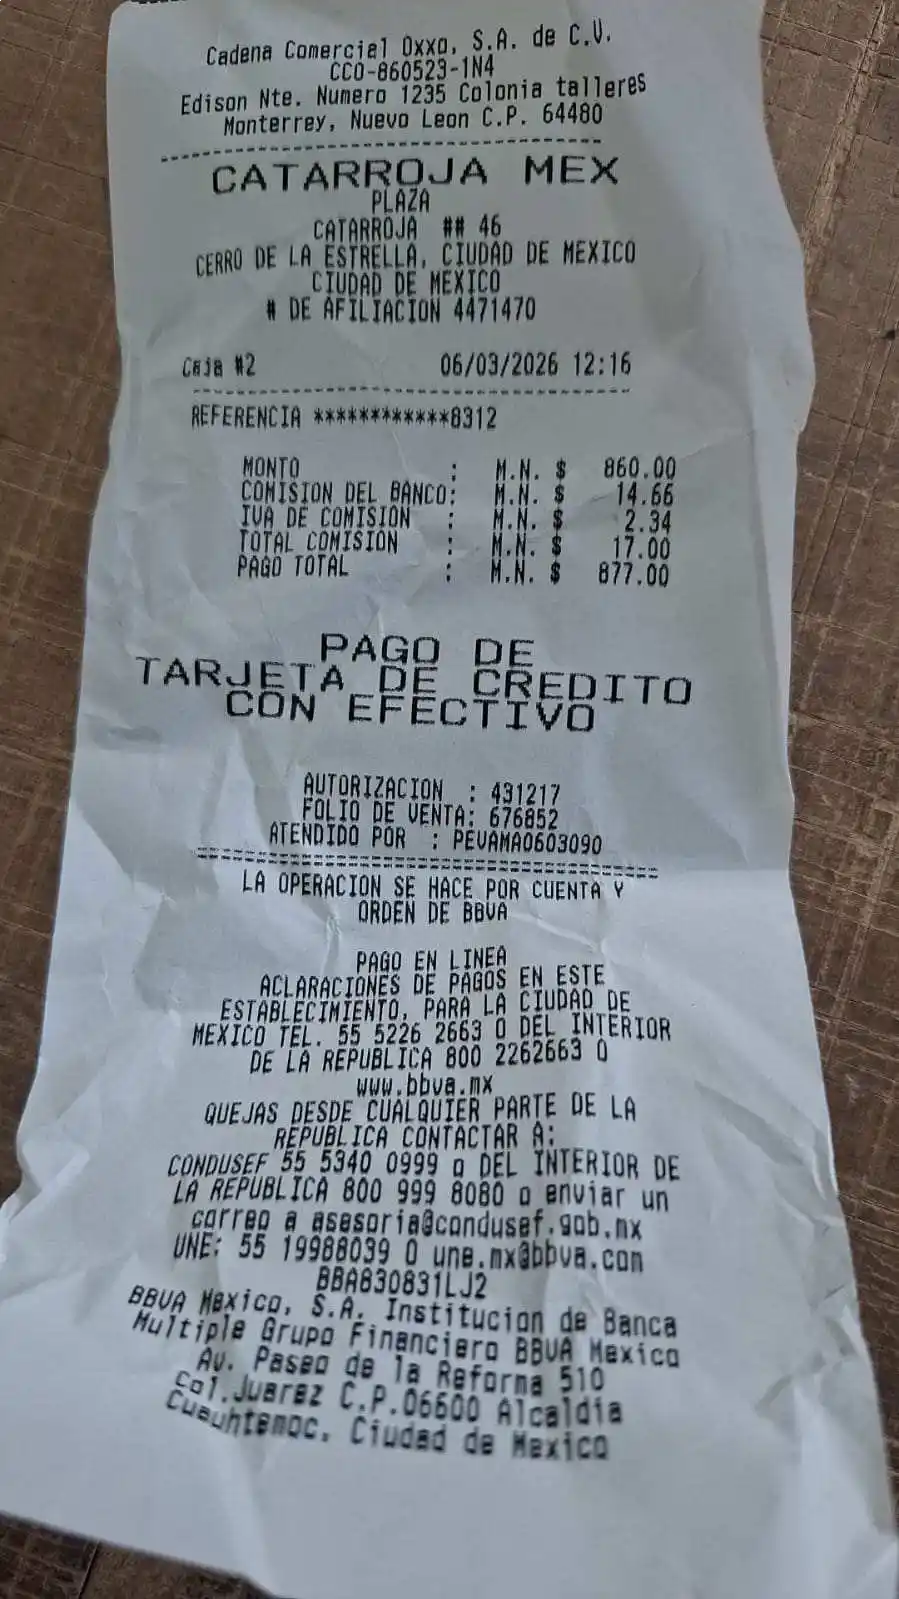 Cadena Comercial Oxxo, S.A. de C.V.
CCO-860523-1N4
Edison Nte. Numero 1235 Colonia talleres
Monterrey, Nuevo Leon C.P. 64480
CATARROJA MEX
PLAZA
CATARROJA ## 46
CERRO DE LA ESTRELLA, CIUDAD DE MEXICO
CIUDAD DE MEXICO
# DE AFILIACION 4471470
Caja #2 06/03/2026 12:16
REFERENCIA ************8312
MONTO : M.N. $ 860.00
COMISION DEL BANCO: M.N. $ 14.66
IVA DE COMISION : M.N. $ 2.34
TOTAL COMISION : M.N. $ 17.00
PAGO TOTAL : M.N. $ 877.00
PAGO DE
TARJETA DE CREDITO
CON EFECTIVO
AUTORIZACION : 431217
FOLIO DE VENTA: 676852
ATENDIDO POR : PEVAMA0603090
LA OPERACION SE HACE POR CUENTA Y
ORDEN DE BBVA
PAGO EN LINEA
ACLARACIONES DE PAGOS EN ESTE
ESTABLECIMIENTO, PARA LA CIUDAD DE
MEXICO TEL. 55 5226 2663 O DEL INTERIOR
DE LA REPUBLICA 800 2262663 O
www.bbva.mx
QUEJAS DESDE CUALQUIER PARTE DE LA
REPUBLICA CONTACTAR A:
CONDUSEF 55 5340 0999 o DEL INTERIOR DE
LA REPUBLICA 800 999 8080 o enviar un
correo a asesoria@condusef.gob.mx
UNE: 55 19988039 O une.mx@bbva.com
BBA830831LJ2
BBVA Mexico, S.A. Institucion de Banca
Multiple Grupo Financiero BBVA Mexico
Av. Paseo de la Reforma 510
Col.Juarez C.P.06600 Alcaldia
Cuauhtemoc, Ciudad de Mexico